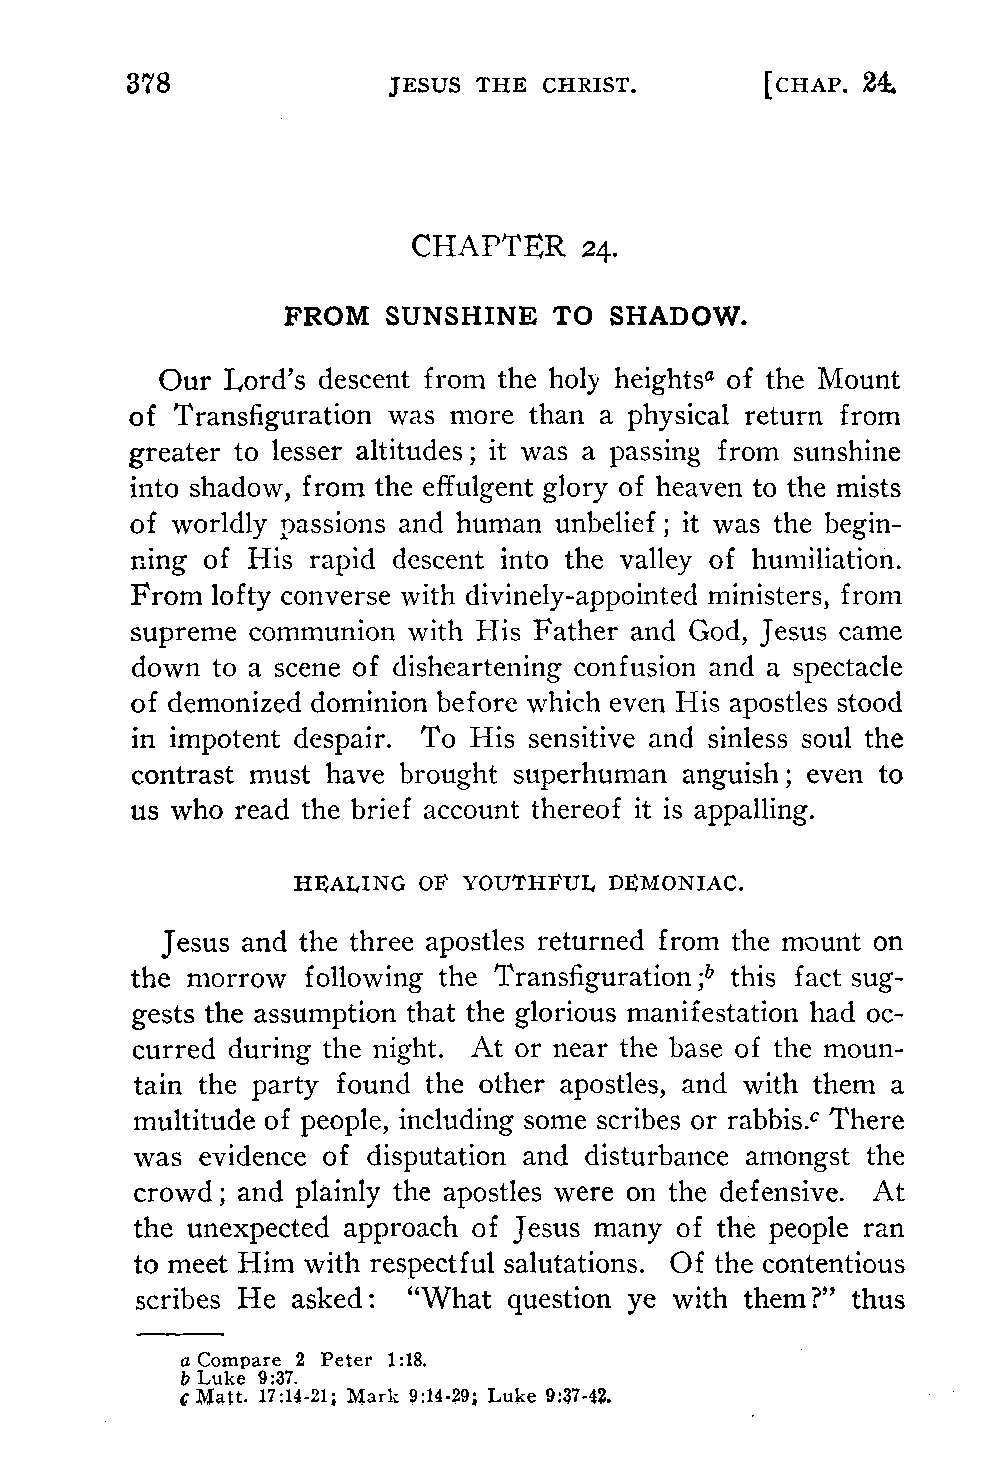 378 JESUS THE CHRIST. [CHAP. 24.
CHAPTER 24.
FROM SUNSHINE TO SHADOW.
Our Lord's descent from the holy heightsa of the Mount
of Transfiguration was more than a physical return from
greater to lesser altitudes; it was a passing from sunshine
into shadow, from the effulgent glory of heaven to the mists
of worldly passions and human unbelief; it was the begin-
ning of His rapid descent into the valley of humiliation.
From lofty converse with divinely-appointed ministers, from
supreme communion with His Father and God, Jesus came
down to a scene of disheartening confusion and a spectacle
of demonized dominion before which even His apostles stood
in impotent despair. To His sensitive and sinless soul the
contrast must have brought superhuman anguish; even to
us who read the brief account thereof it is appalling.
HEALING OF YOUTHFUL DEMONIAC.
Jesus and the three apostles returned from the mount on
the morrow following the Transfiguration;b this fact sug-
gests the assumption that the glorious manifestation had oc-
curred during the night. At or near the base of the moun-
tain the party found the other apostles, and with them a
multitude of people, including some scribes or rabbis.c There
was evidence of disputation and disturbance amongst the
crowd; and plainly the apostles were on the defensive. At
the unexpected approach of Jesus many of the people ran
to meet Him with respectful salutations. Of the contentious
scribes He asked: "What question ye with them?" thus
a Compare 2 Peter 1:18.
b Luke 9:37.
c Matt. 17:14-21; Mark 9:14-29; Luke 9:37-42.